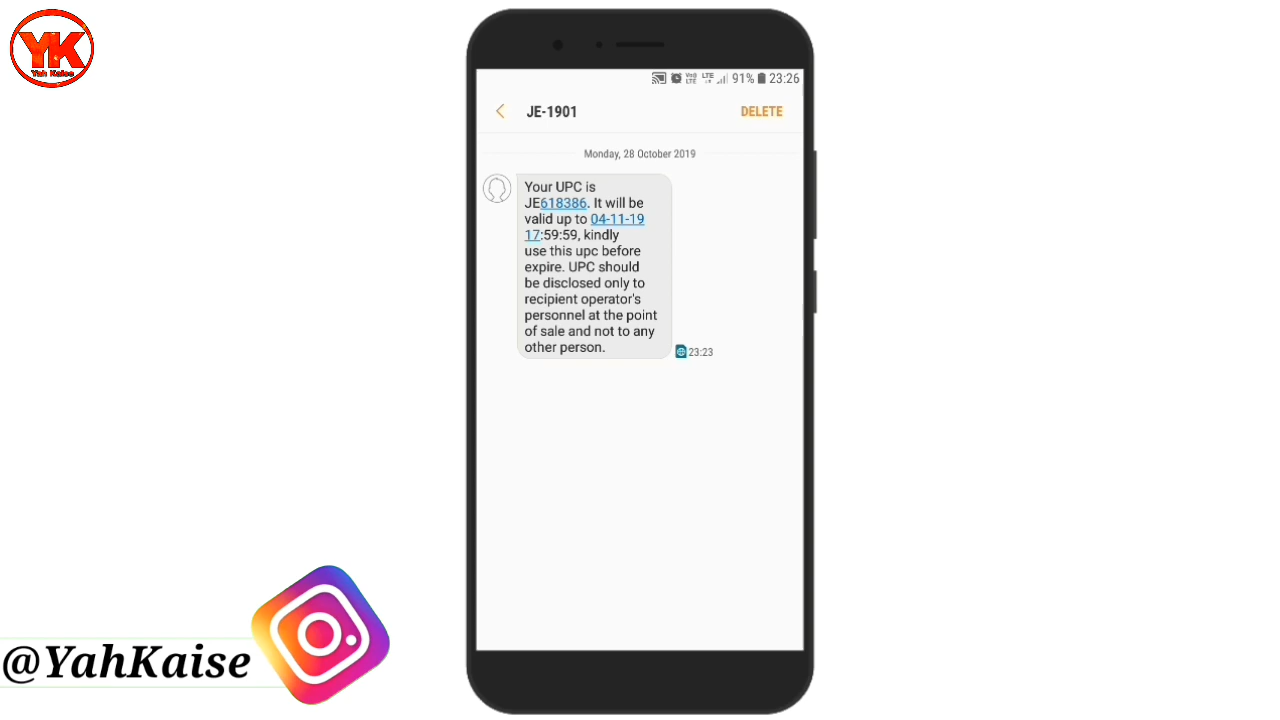 YK
Yah Kaise
VoD
LTE
LTE
91%
23:26
JE-1901
DELETE
Monday, 28 October 2019
Your UPC is
JE618386. It will be
valid up to 04-11-19
17:59:59, kindly
use this upc before
expire. UPC should
be disclosed only to
recipient operator's
personnel at the point
of sale and not to any
other person.
23:23
@YahKaise